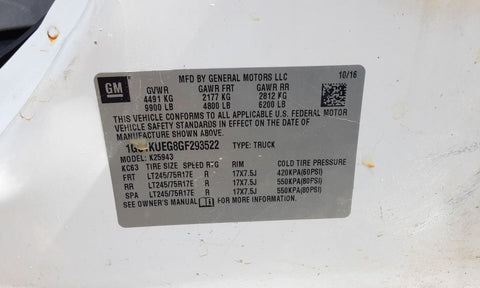 GM
MFD BY GENERAL MOTORS LLC 10/16
GVWR GAWR FRT GAWR RR
4491 KG 2177 KG 2812 KG
9900 LB 4800 LB 6200 LB
THIS VEHICLE CONFORMS TO ALL APPLICABLE U.S. FEDERAL MOTOR
VEHICLE SAFETY STANDARDS IN EFFECT ON THE DATE OF
MANUFACTURE SHOWN ABOVE.
TYPE: TRUCK
MODEL: K25943
KC63 TIRE SIZE SPEED RTG RIM COLD TIRE PRESSURE
FRT LT245/75R17E R 17X7.5J 420KPA(60PSI)
RR LT245/75R17E R 17X7.5J 550KPA(80PSI)
SPA LT245/75R17E R 17X7.5J 550KPA(80PSI)
SEE OWNER'S MANUAL FOR MORE INFORMATION.